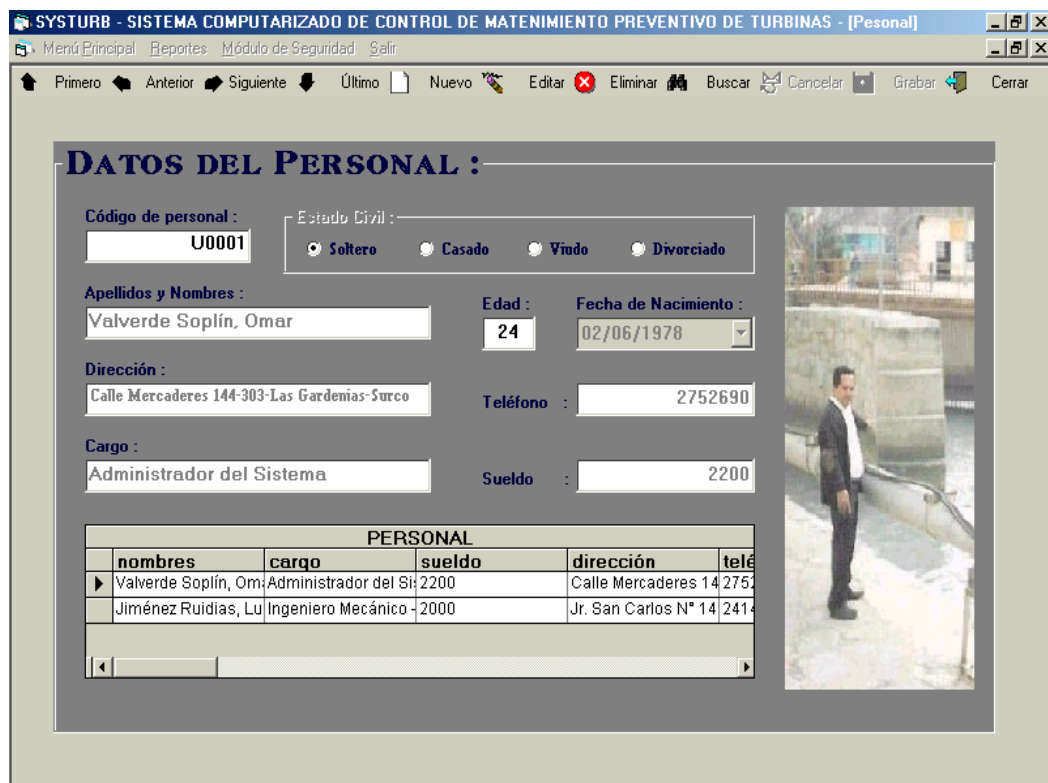 SYSTURB - SISTEMA COMPUTARIZADO DE CONTROL DE MATENIMIENTO PREVENTIVO DE TURBINAS - [Pesonal]
Menú Principal Reportes Módulo de Seguridad Salir
Primero Anterior Siguiente Último Nuevo Editar Eliminar Buscar Cancelar Grabar Cerrar
DATOS DEL PERSONAL :
Código de personal :
U0001
Estado Civil :
Soltero Casado Viudo Divorciado
Apellidos y Nombres :
Valverde Soplín, Omar
Edad :
24
Fecha de Nacimiento :
02/06/1978
Dirección :
Calle Mercaderes 144-303-Las Gardenias-Surco
Teléfono : 2752690
Cargo :
Administrador del Sistema
Sueldo : 2200
PERSONAL
nombres cargo sueldo dirección telé
Valverde Soplín, Oma Administrador del Si 2200 Calle Mercaderes 14 2752
Jiménez Ruidias, Lu Ingeniero Mecánico - 2000 Jr. San Carlos N° 14 2414